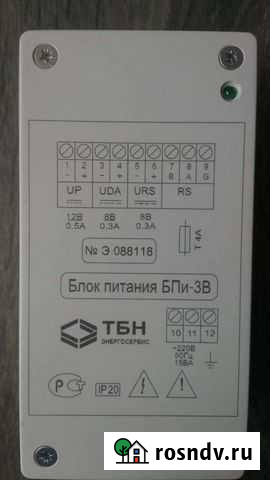 1 2 3 4 5 6 7 8 9
- + - + - + B A G
UP UDA URS RS
12В 8В 8В
0,5А 0,3А 0,3А
T 4A
№ Э 088118
Блок питания БПи-3В
ТБН
ЭНЕРГОСЕРВИС
10 11 12
~220В
50Гц
15ВА
IP20
rosndv.ru